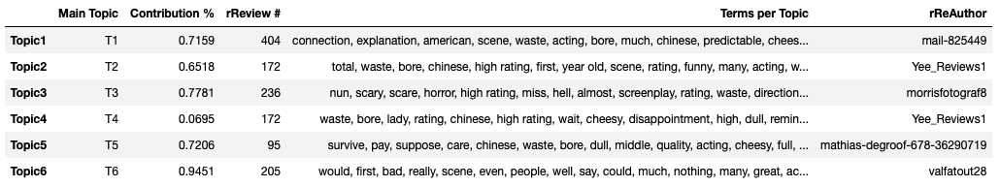 Main Topic Contribution % rReview # Terms per Topic rReAuthor
Topic1 T1 0.7159 404 connection, explanation, american, scene, waste, acting, bore, much, chinese, predictable, chees... mail-825449
Topic2 T2 0.6518 172 total, waste, bore, chinese, high rating, first, year old, scene, rating, funny, many, acting, w... Yee_Reviews1
Topic3 T3 0.7781 236 nun, scary, scare, horror, high rating, miss, hell, almost, screenplay, rating, waste, direction... morrisfotograf8
Topic4 T4 0.0695 172 waste, bore, lady, rating, chinese, high rating, wait, cheesy, disappointment, high, dull, remin... Yee_Reviews1
Topic5 T5 0.7206 95 survive, pay, suppose, care, chinese, waste, bore, dull, middle, quality, acting, cheesy, full, ... mathias-degroof-678-36290719
Topic6 T6 0.9451 205 would, first, bad, really, scene, even, people, well, say, could, much, nothing, many, great, ac... valfatout28